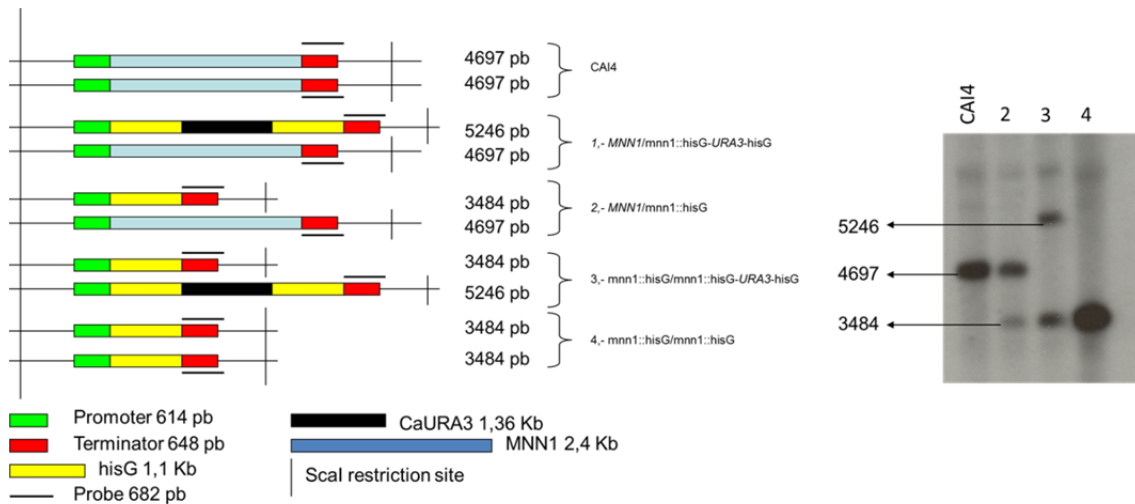 4697 pb
4697 pb
CAI4
5246 pb
4697 pb
1,- MNN1/mnn1::hisG-URA3-hisG
3484 pb
4697 pb
2,- MNN1/mnn1::hisG
3484 pb
5246 pb
3,- mnn1::hisG/mnn1::hisG-URA3-hisG
3484 pb
3484 pb
4,- mnn1::hisG/mnn1::hisG
Promoter 614 pb
Terminator 648 pb
hisG 1,1 Kb
Probe 682 pb
CaURA3 1,36 Kb
MNN1 2,4 Kb
ScaI restriction site
CAI4
2
3
4
5246
4697
3484